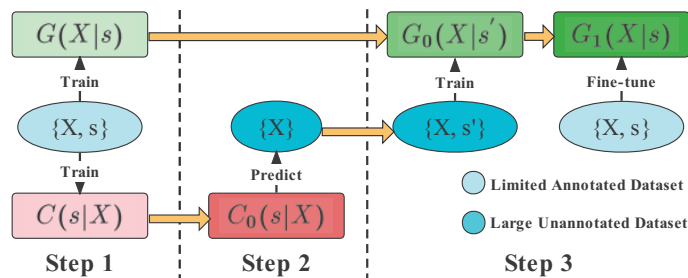 G(X|s)
G₀(X|s′)
G₁(X|s)
Train
Train
Fine-tune
{X, s}
{X}
{X, s'}
{X, s}
Train
Predict
C(s|X)
C₀(s|X)
Limited Annotated Dataset
Large Unannotated Dataset
Step 1
Step 2
Step 3